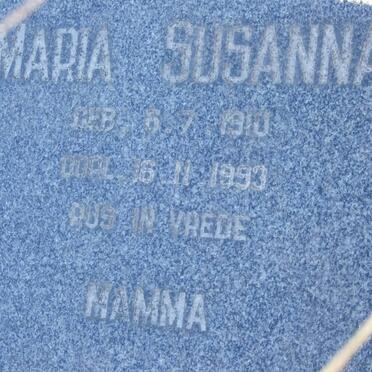 MARIA SUSANNA
GEB. 6.7.1910
OORL. 16.11.1993
RUS IN VREDE
MAMMA